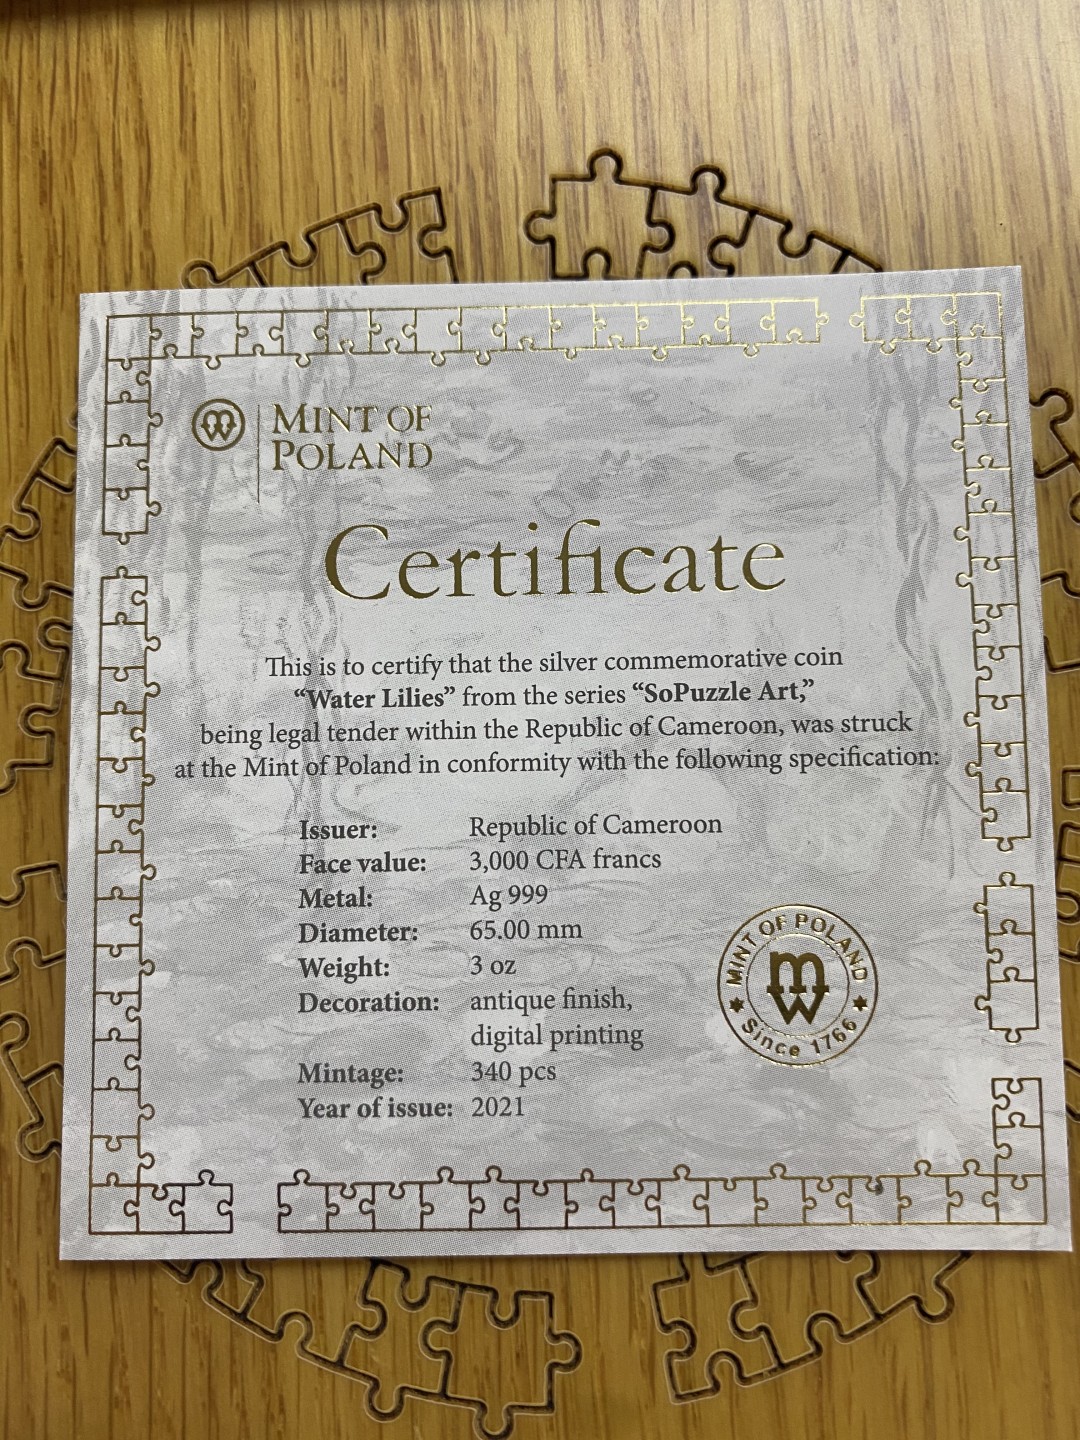 MINT OF
POLAND
Certificate
This is to certify that the silver commemorative coin
“Water Lilies” from the series “SoPuzzle Art,”
being legal tender within the Republic of Cameroon, was struck
at the Mint of Poland in conformity with the following specification:
Issuer: Republic of Cameroon
Face value: 3,000 CFA francs
Metal: Ag 999
Diameter: 65.00 mm
Weight: 3 oz
Decoration: antique finish,
digital printing
Mintage: 340 pcs
Year of issue: 2021
MINT OF POLAND
mw
Since 1766